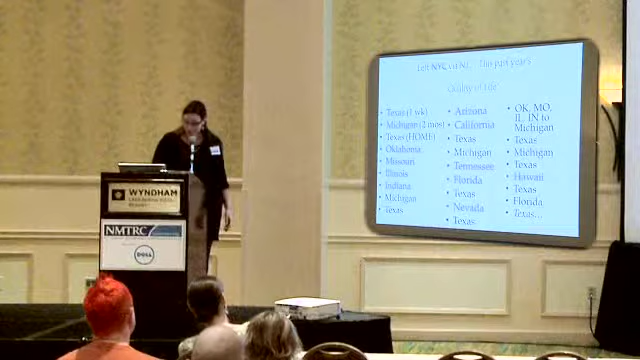 Left NYC via NJ. This past year's
Quality of Life
• Texas (1 wk)
• Michigan (2 mos)
• Texas (HOME)
• Oklahoma
• Missouri
• Illinois
• Indiana
• Michigan
• Texas
• Arizona
• California
• Texas
• Michigan
• Tennessee
• Florida
• Texas
• Nevada
• Texas
• OK, MO,
IL, IN to
Michigan
• Texas
• Michigan
• Texas
• Hawaii
• Texas
• Florida
• Texas...
WYNDHAM
NMTRC
DELL